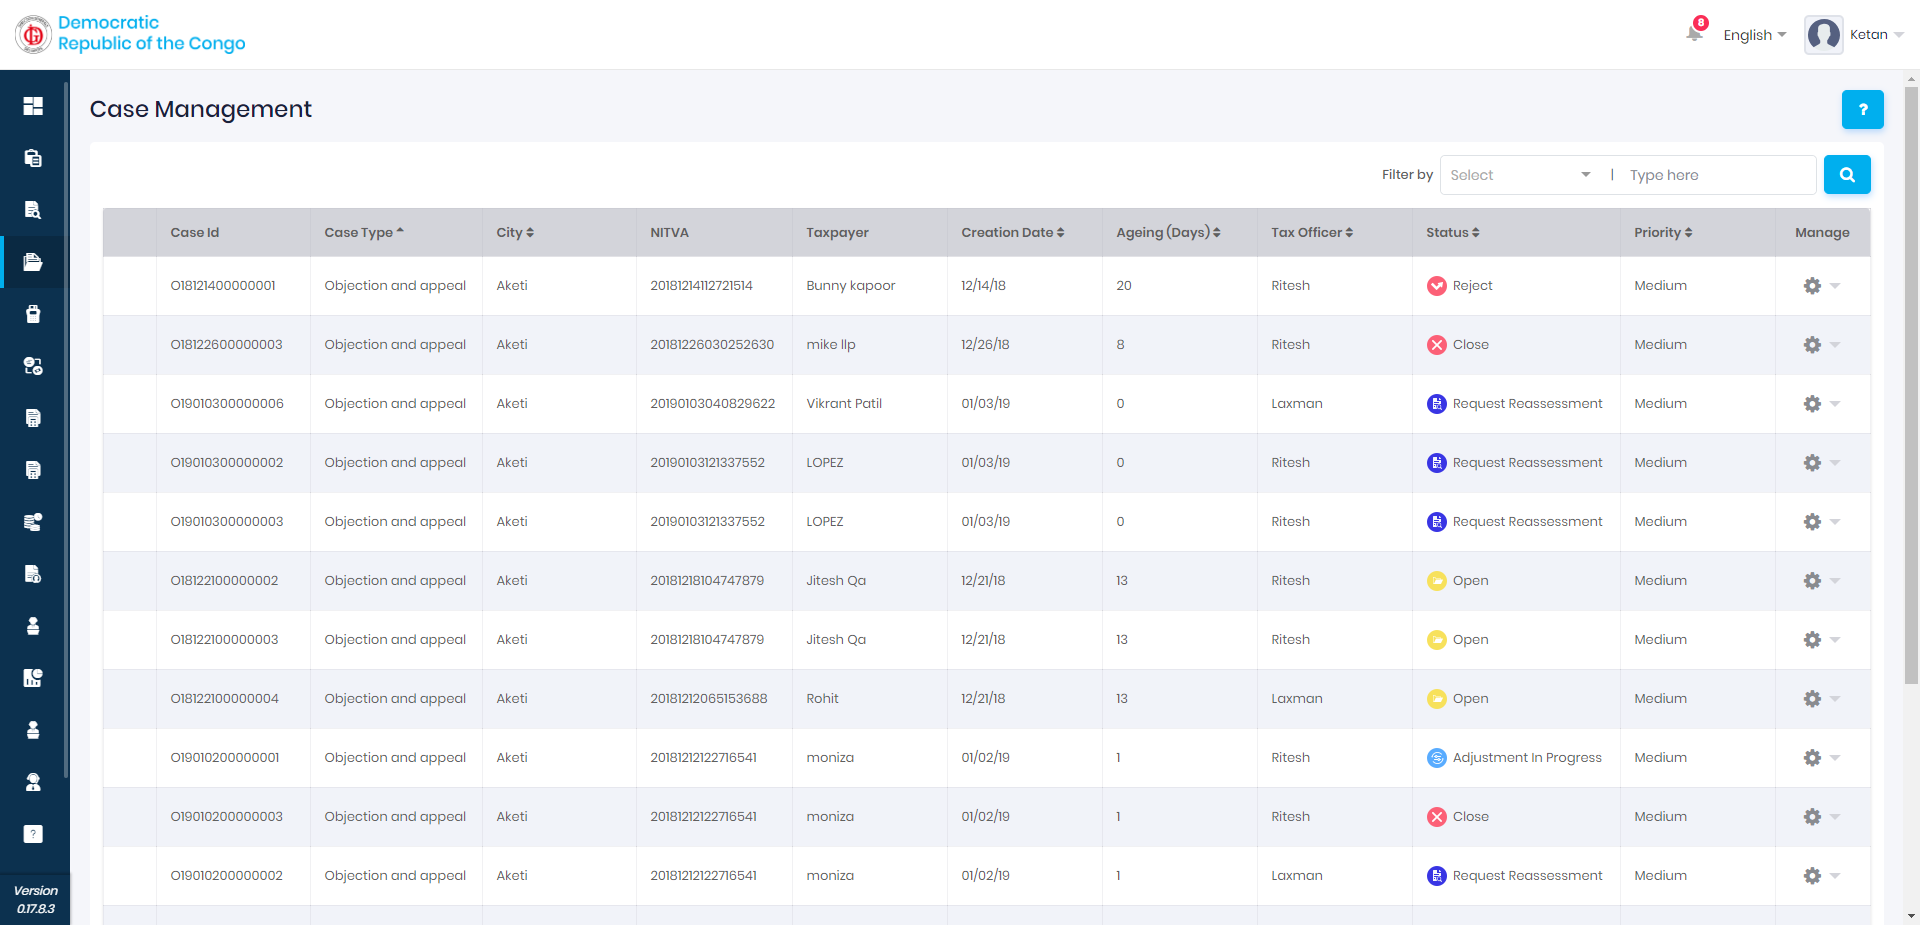 Democratic
Republic of the Congo
8
English
Ketan
Case Management
?
Filter by Select | Type here
Case Id Case Type City NITVA Taxpayer Creation Date Ageing (Days) Tax Officer Status Priority Manage
O18121400000001 Objection and appeal Aketi 20181214112721514 Bunny kapoor 12/14/18 20 Ritesh Reject Medium
O18122600000003 Objection and appeal Aketi 20181226030252630 mike llp 12/26/18 8 Ritesh Close Medium
O19010300000006 Objection and appeal Aketi 20190103040829622 Vikrant Patil 01/03/19 0 Laxman Request Reassessment Medium
O19010300000002 Objection and appeal Aketi 20190103121337552 LOPEZ 01/03/19 0 Ritesh Request Reassessment Medium
O19010300000003 Objection and appeal Aketi 20190103121337552 LOPEZ 01/03/19 0 Ritesh Request Reassessment Medium
O18122100000002 Objection and appeal Aketi 20181218104747879 Jitesh Qa 12/21/18 13 Ritesh Open Medium
O18122100000003 Objection and appeal Aketi 20181218104747879 Jitesh Qa 12/21/18 13 Ritesh Open Medium
O18122100000004 Objection and appeal Aketi 20181212065153688 Rohit 12/21/18 13 Laxman Open Medium
O19010200000001 Objection and appeal Aketi 20181212122716541 moniza 01/02/19 1 Ritesh Adjustment In Progress Medium
O19010200000003 Objection and appeal Aketi 20181212122716541 moniza 01/02/19 1 Ritesh Close Medium
O19010200000002 Objection and appeal Aketi 20181212122716541 moniza 01/02/19 1 Laxman Request Reassessment Medium
?
Version
0.17.8.3